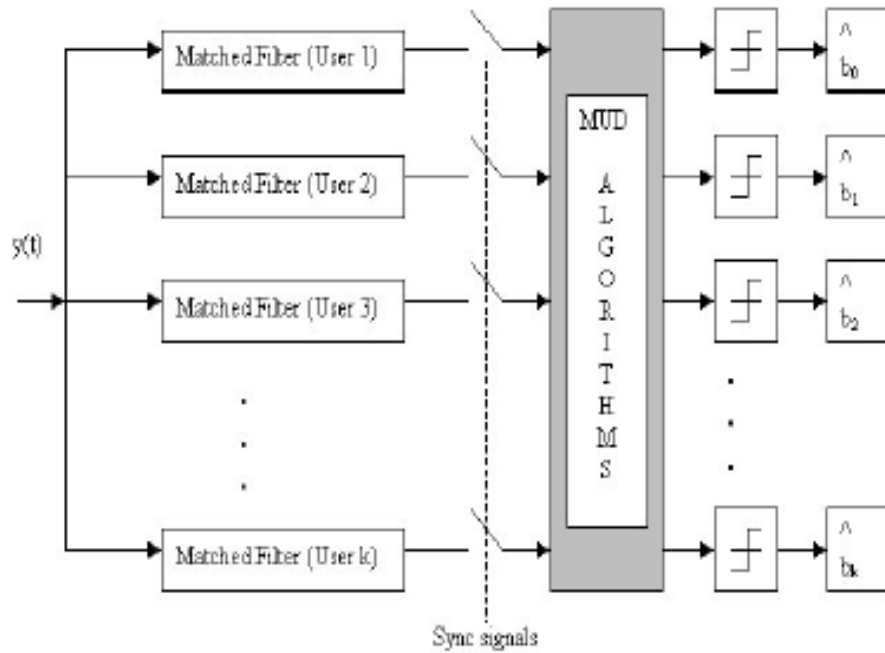 Matched Filter (User 1)
^
b₀
MUD
Matched Filter (User 2)
^
b₁
A
L
G
O
R
I
T
H
M
S
y(t)
Matched Filter (User 3)
^
b₂
Matched Filter (User k)
^
bₖ
Sync signals